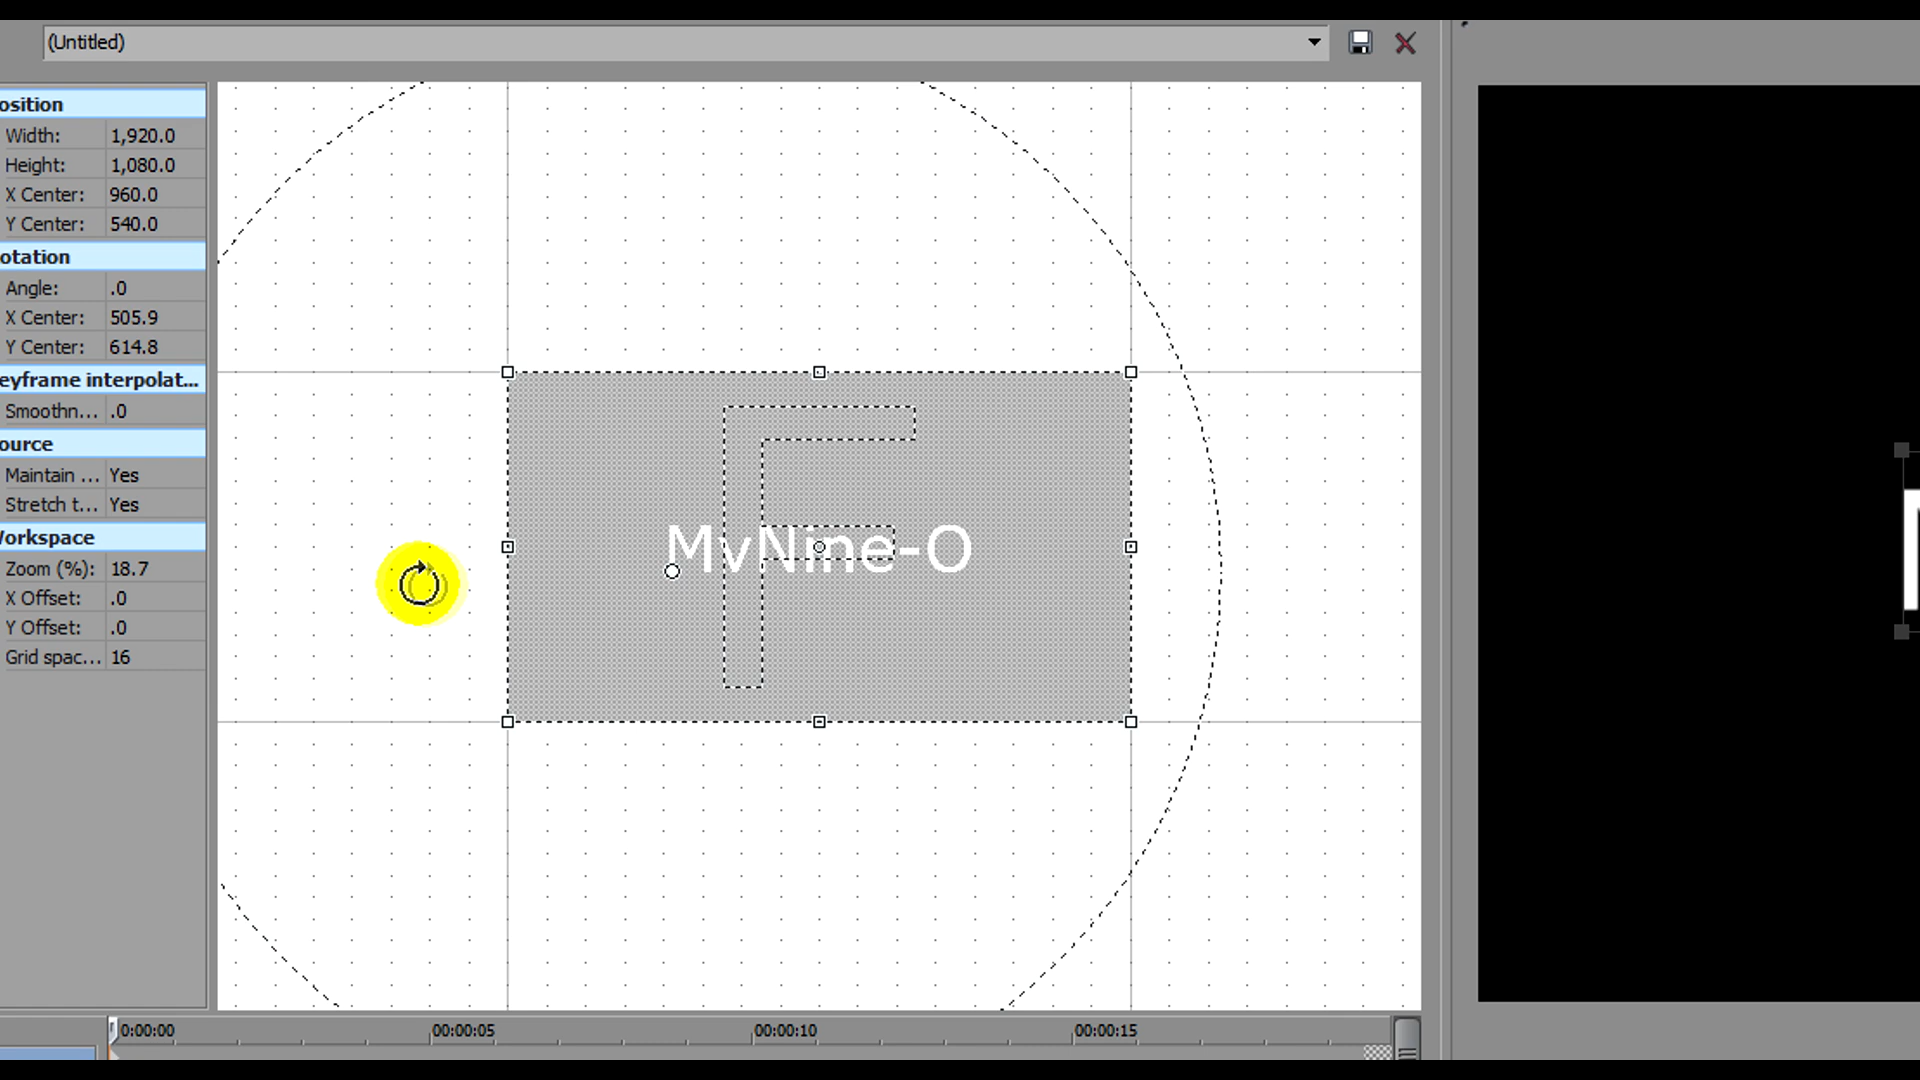 (Untitled)
osition
Width: 1,920.0
Height: 1,080.0
X Center: 960.0
Y Center: 540.0
otation
Angle: .0
X Center: 505.9
Y Center: 614.8
eyframe interpolat...
Smoothn... .0
ource
Maintain ... Yes
Stretch t... Yes
orkspace
Zoom (%): 18.7
X Offset: .0
Y Offset: .0
Grid spac... 16
MvNine-O
0:00:00
00:00:05
00:00:10
00:00:15